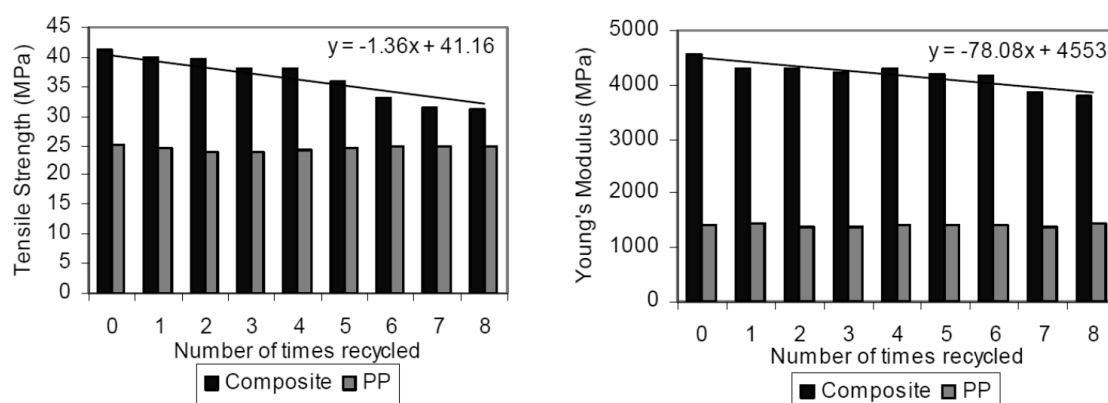 Tensile Strength (MPa)
45
40
35
30
25
20
15
10
5
0
y = -1.36x + 41.16
0 1 2 3 4 5 6 7 8
Number of times recycled
Composite PP
Young's Modulus (MPa)
5000
4000
3000
2000
1000
0
y = -78.08x + 4553
0 1 2 3 4 5 6 7 8
Number of times recycled
Composite PP